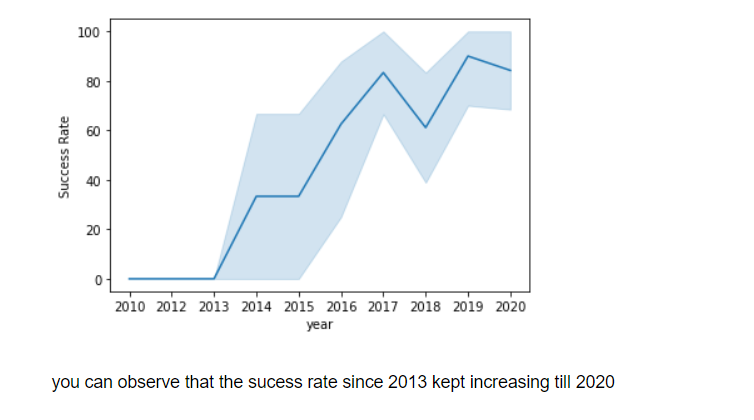 100
80
60
40
20
0
Success Rate
2010 2012 2013 2014 2015 2016 2017 2018 2019 2020
year
you can observe that the sucess rate since 2013 kept increasing till 2020